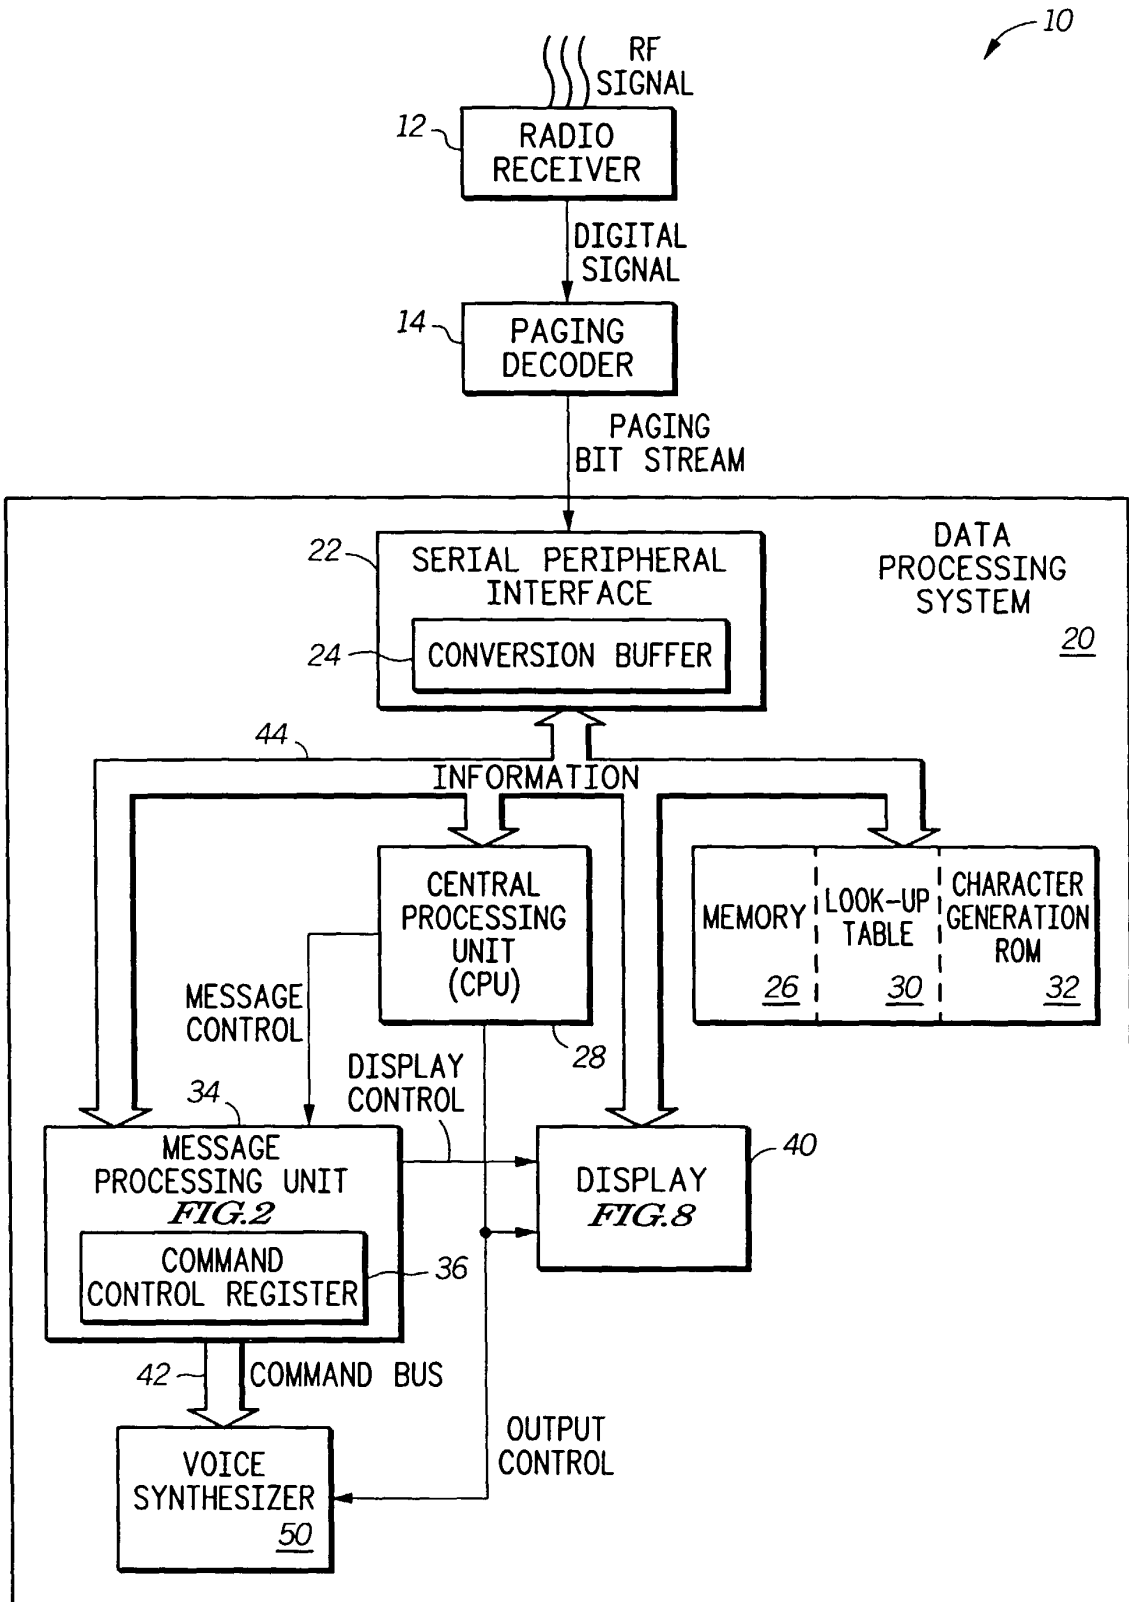 10
RF
SIGNAL
12
RADIO
RECEIVER
DIGITAL
SIGNAL
14
PAGING
DECODER
PAGING
BIT STREAM
DATA
PROCESSING
SYSTEM
20
22
SERIAL PERIPHERAL
INTERFACE
24
CONVERSION BUFFER
44
INFORMATION
CENTRAL
PROCESSING
UNIT
(CPU)
28
MEMORY
26
LOOK-UP
TABLE
30
CHARACTER
GENERATION
ROM
32
MESSAGE
CONTROL
DISPLAY
CONTROL
34
MESSAGE
PROCESSING UNIT
FIG.2
COMMAND
CONTROL REGISTER
36
DISPLAY
FIG.8
40
42
COMMAND BUS
OUTPUT
CONTROL
VOICE
SYNTHESIZER
50